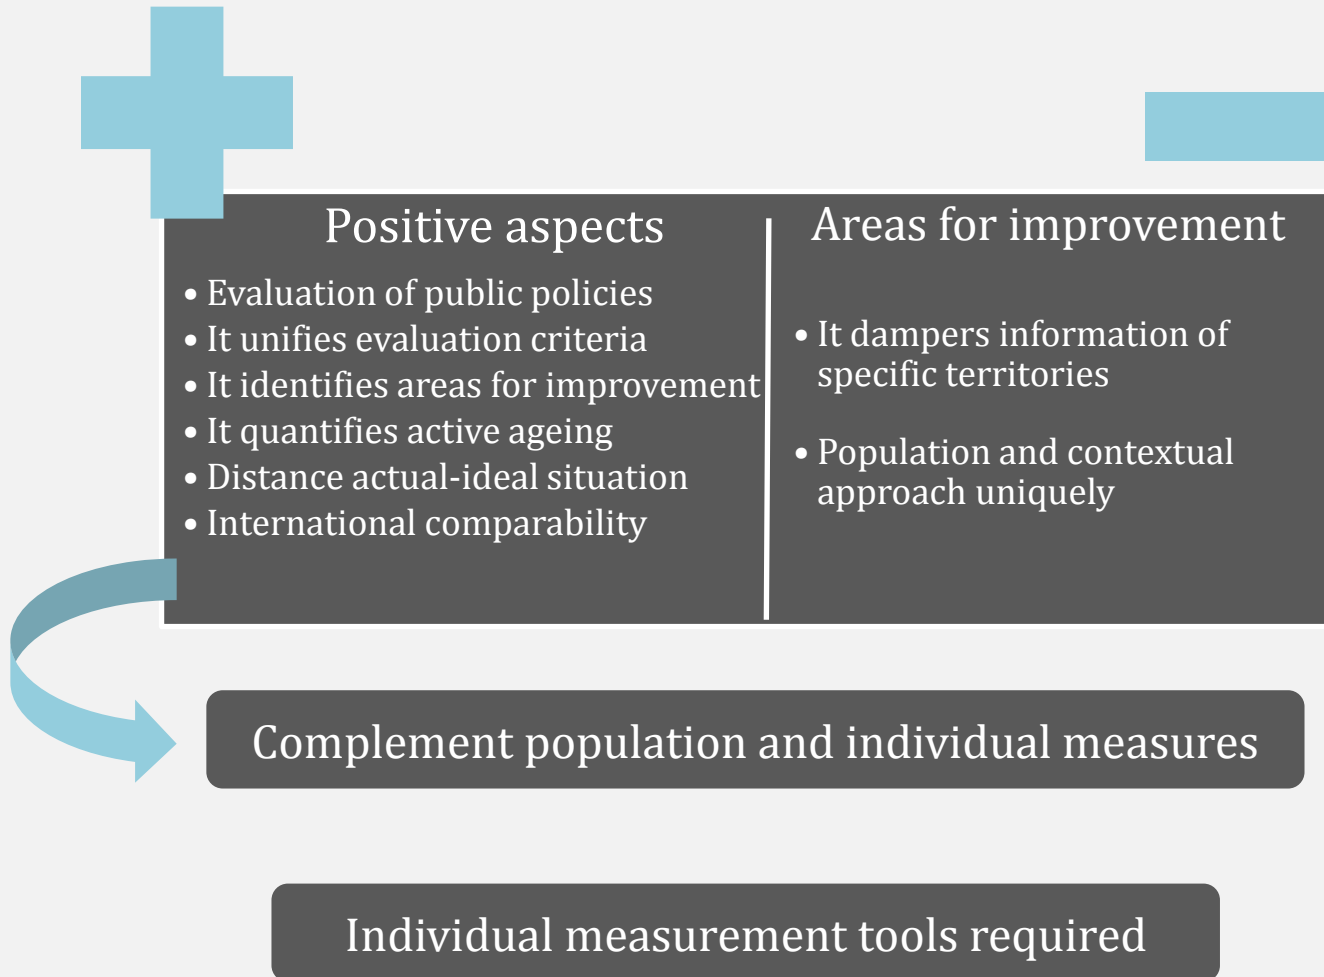 Positive aspects
• Evaluation of public policies
• It unifies evaluation criteria
• It identifies areas for improvement
• It quantifies active ageing
• Distance actual-ideal situation
• International comparability
Areas for improvement
• It dampers information of
specific territories
• Population and contextual
approach uniquely
Complement population and individual measures
Individual measurement tools required